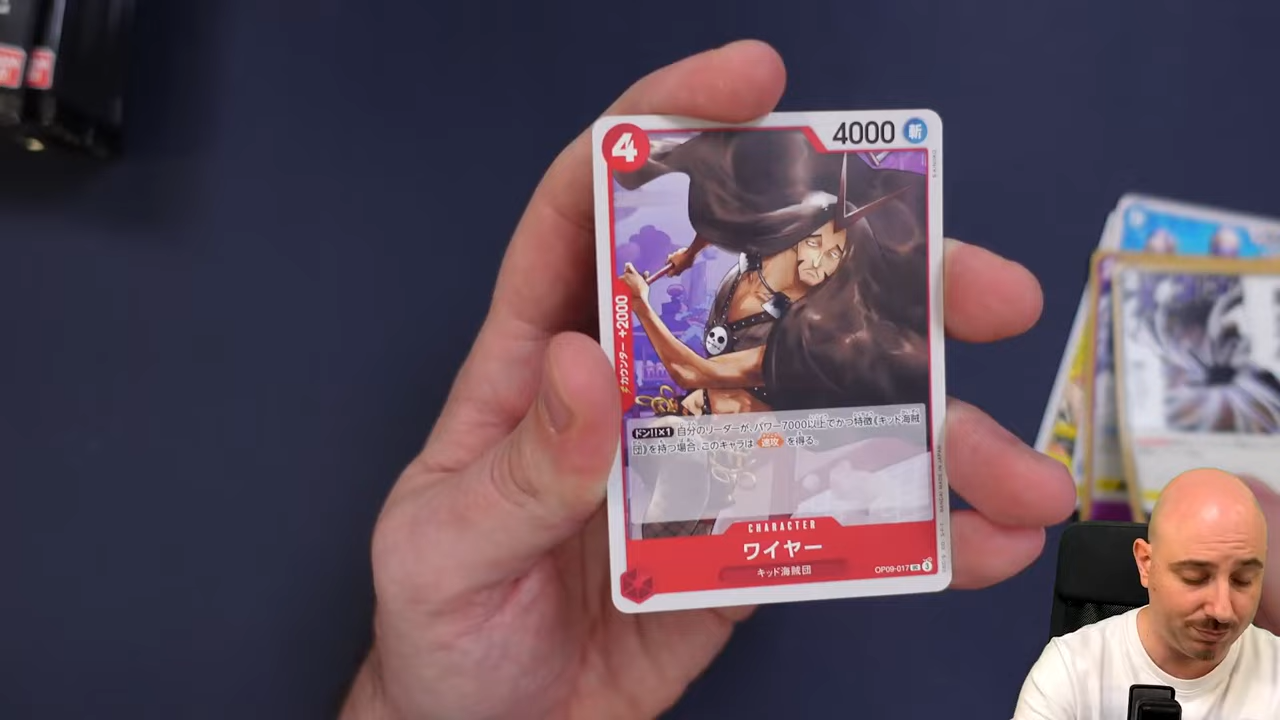 4
4000 斬
カウンター +2000
ドン!!×1 自分のリーダーが、パワー7000以上でかつ特徴《キッド海賊
団》を持つ場合、このキャラは 速攻 を得る。
CHARACTER
ワイヤー
キッド海賊団
OP09-017 3